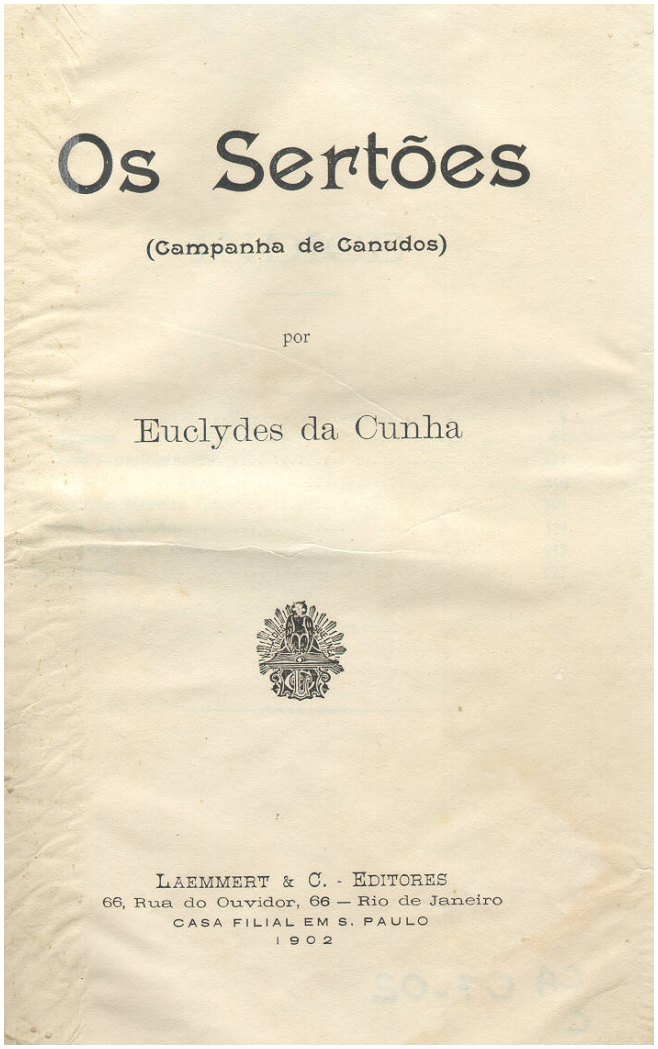 Os Sertões
(Campanha de Canudos)
por
Euclydes da Cunha
LAEMMERT & C. - EDITORES
66, Rua do Ouvidor, 66 — Rio de Janeiro
CASA FILIAL EM S. PAULO
1902